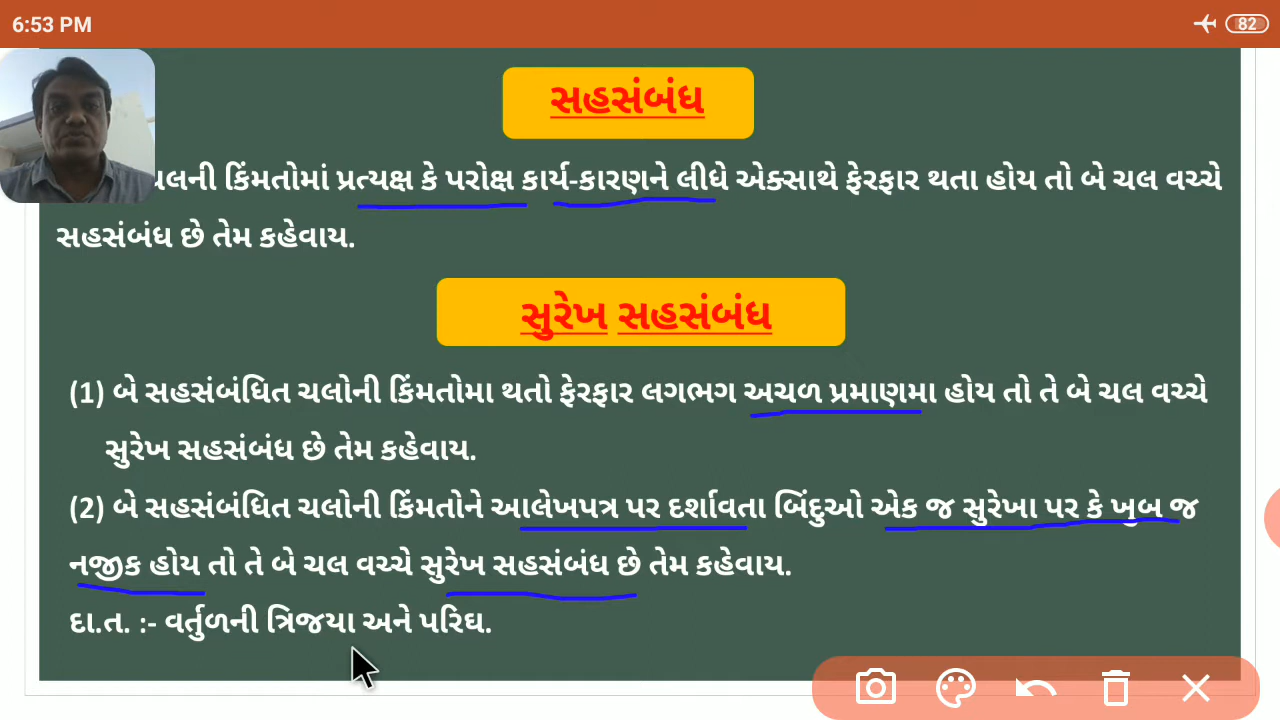 6:53 PM
82
સહસંબંધ
ચલની કિંમતોમાં પ્રત્યક્ષ કે પરોક્ષ કાર્ય-કારણને લીધે એક્સાથે ફેરફાર થતા હોય તો બે ચલ વચ્ચે
સહસંબંધ છે તેમ કહેવાય.
સુરેખ સહસંબંધ
(1) બે સહસંબંધિત ચલોની કિંમતોમા થતો ફેરફાર લગભગ અચળ પ્રમાણમા હોય તો તે બે ચલ વચ્ચે
સુરેખ સહસંબંધ છે તેમ કહેવાય.
(2) બે સહસંબંધિત ચલોની કિંમતોને આલેખપત્ર પર દર્શાવતા બિંદુઓ એક જ સુરેખા પર કે ખુબ જ
નજીક હોય તો તે બે ચલ વચ્ચે સુરેખ સહસંબંધ છે તેમ કહેવાય.
દા.ત. :- વર્તુળની ત્રિજયા અને પરિઘ.